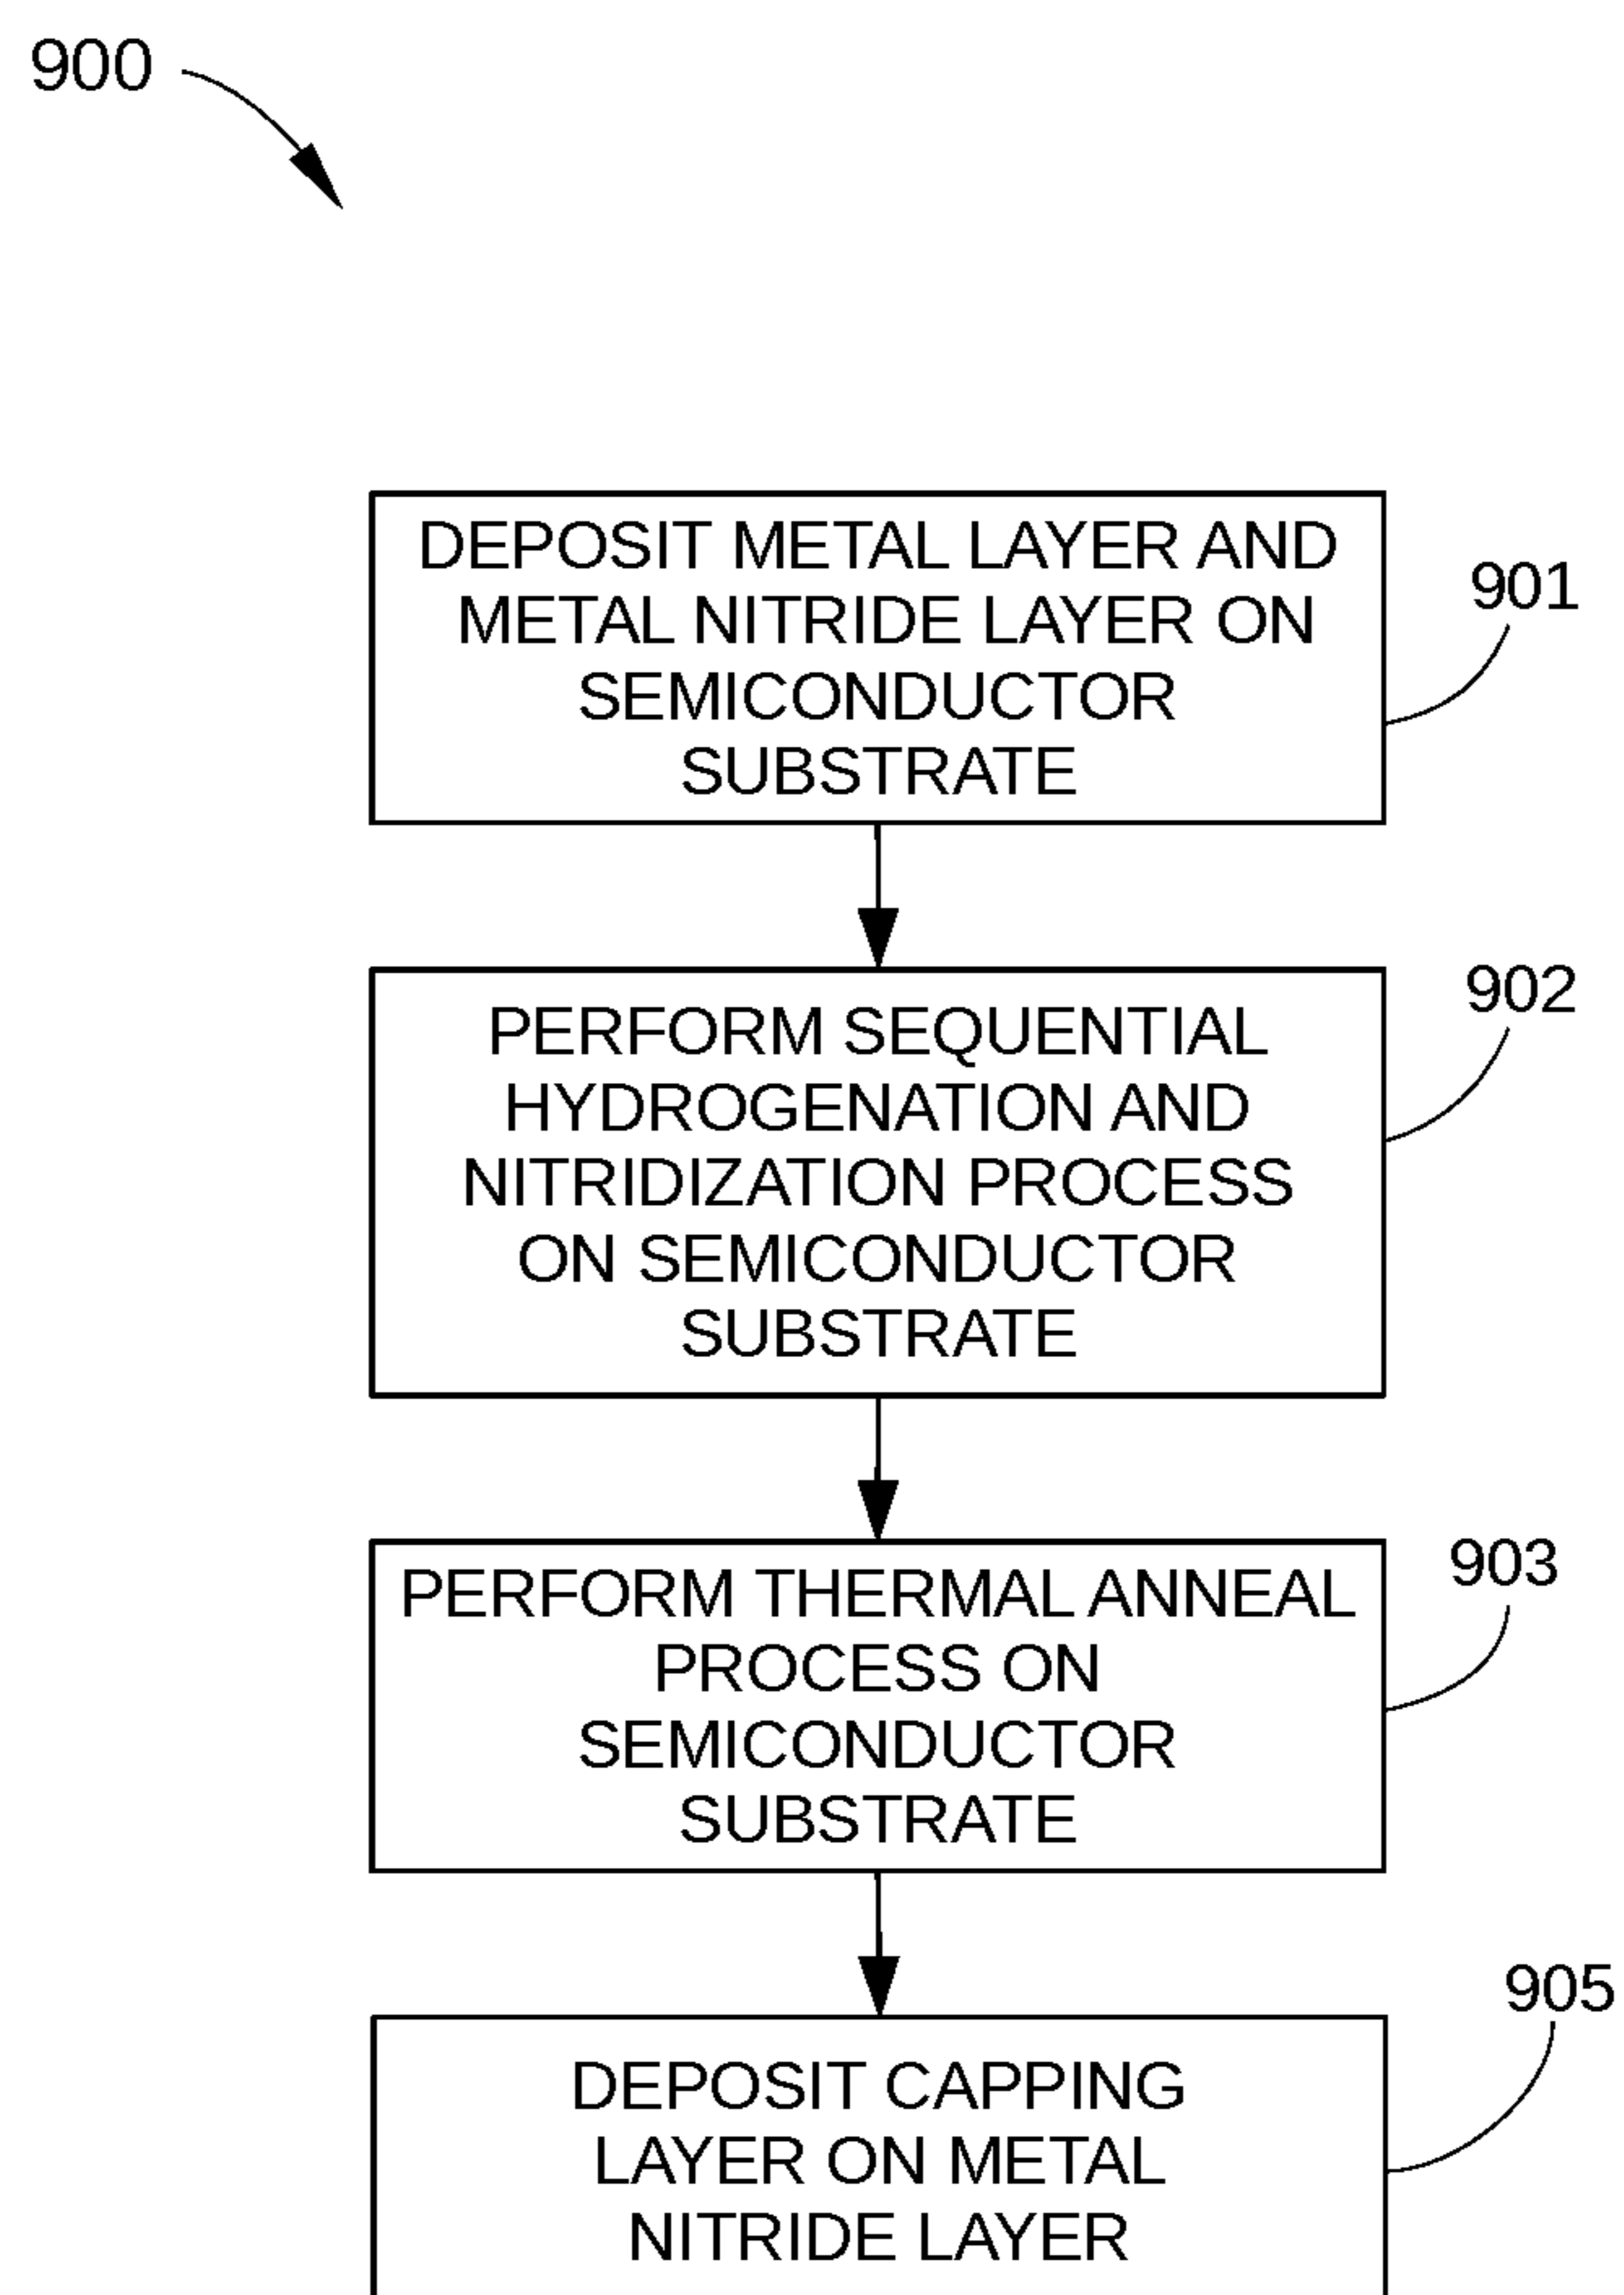 900
DEPOSIT METAL LAYER AND
METAL NITRIDE LAYER ON
SEMICONDUCTOR
SUBSTRATE
901
PERFORM SEQUENTIAL
HYDROGENATION AND
NITRIDIZATION PROCESS
ON SEMICONDUCTOR
SUBSTRATE
902
PERFORM THERMAL ANNEAL
PROCESS ON
SEMICONDUCTOR
SUBSTRATE
903
DEPOSIT CAPPING
LAYER ON METAL
NITRIDE LAYER
905